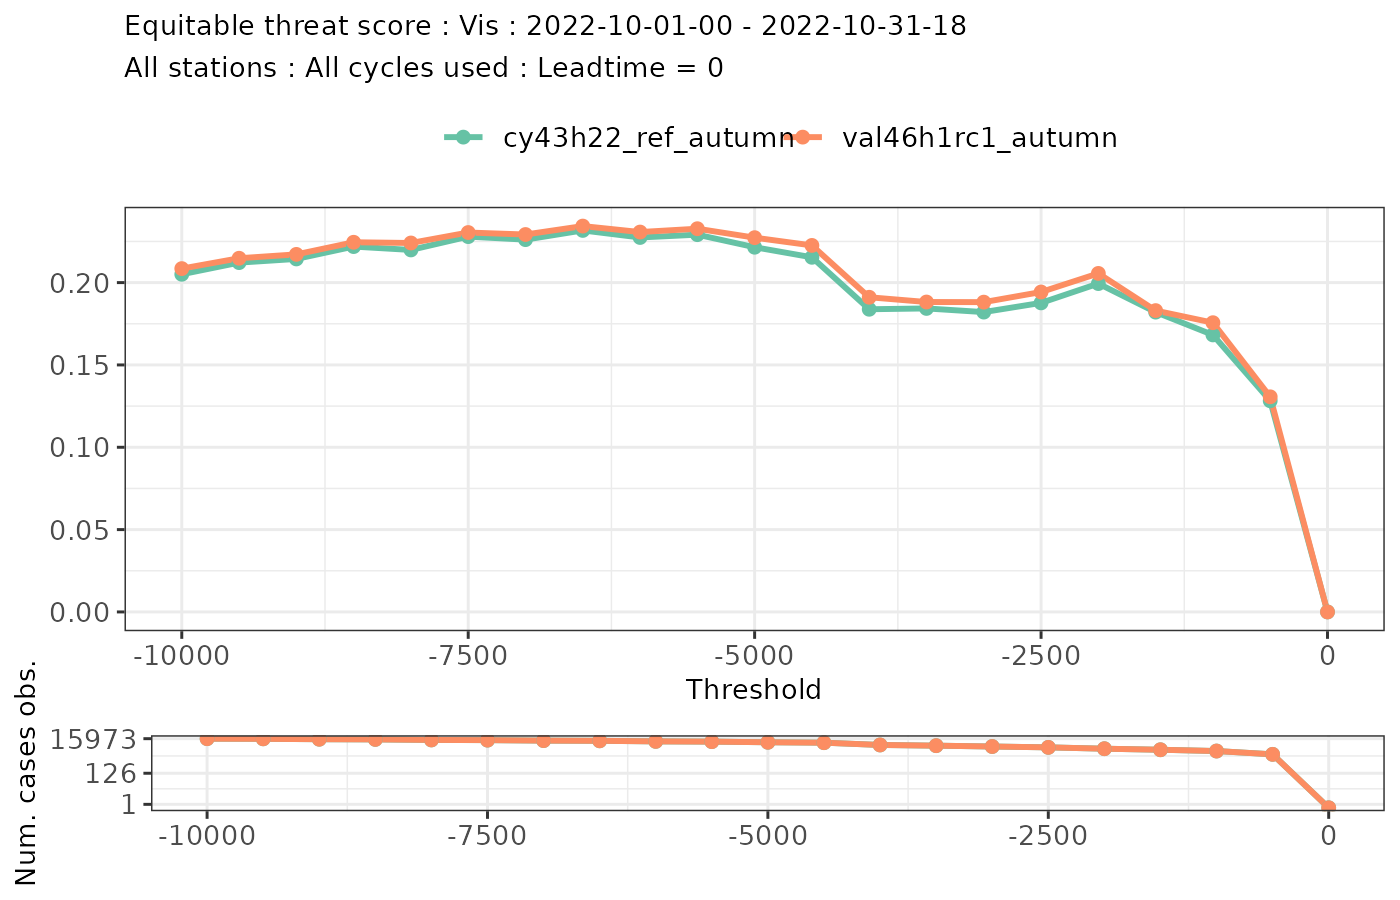 Equitable threat score : Vis : 2022-10-01-00 - 2022-10-31-18
All stations : All cycles used : Leadtime = 0
cy43h22_ref_autumn val46h1rc1_autumn
0.20
0.15
0.10
0.05
0.00
-10000 -7500 -5000 -2500 0
Threshold
Num. cases obs.
15973
126
1
-10000 -7500 -5000 -2500 0